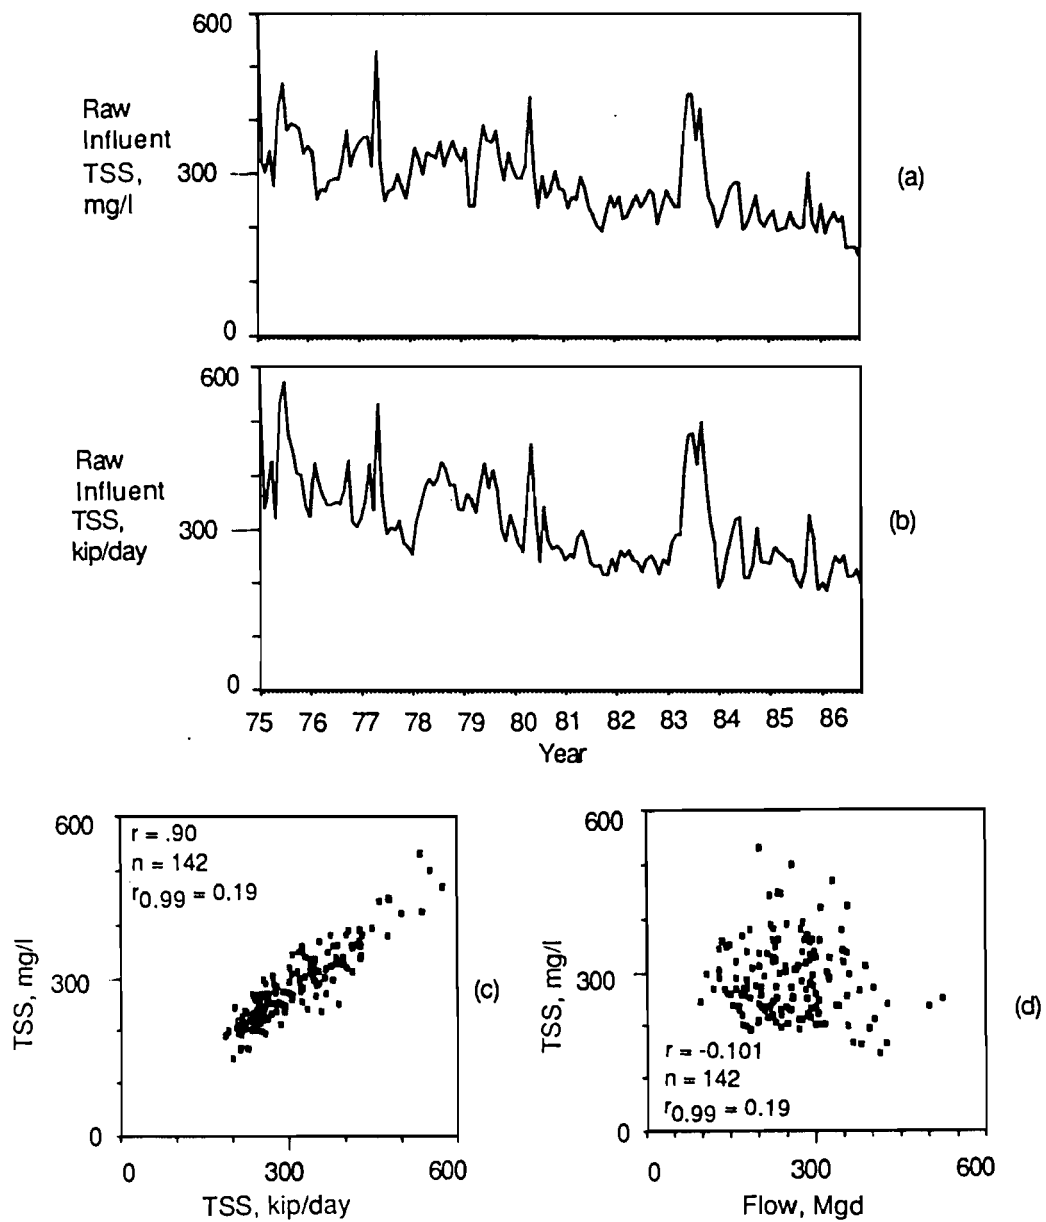 600
Raw
Influent
TSS,
mg/l
300
0
(a)
600
Raw
Influent
TSS,
kip/day
300
0
(b)
75 76 77 78 79 80 81 82 83 84 85 86
Year
600
r = .90
n = 142
r0.99 = 0.19
TSS, mg/l
300
0
0 300 600
TSS, kip/day
(c)
600
TSS, mg/l
300
r = -0.101
n = 142
r0.99 = 0.19
0
0 300 600
Flow, Mgd
(d)